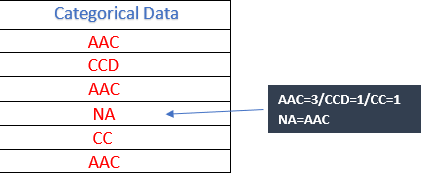 Categorical Data
AAC
CCD
AAC
NA
CC
AAC
AAC=3/CCD=1/CC=1
NA=AAC